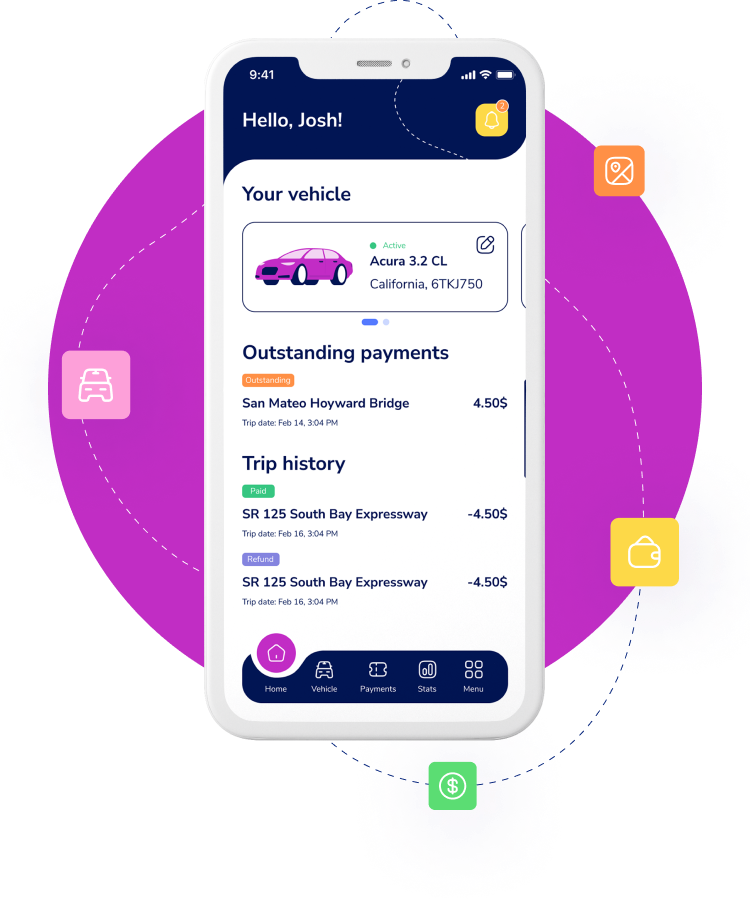 9:41
Hello, Josh!
2
Your vehicle
Active
Acura 3.2 CL
California, 6TKJ750
Outstanding payments
Outstanding
San Mateo Hoyward Bridge 4.50$
Trip date: Feb 14, 3:04 PM
Trip history
Paid
SR 125 South Bay Expressway -4.50$
Trip date: Feb 16, 3:04 PM
Refund
SR 125 South Bay Expressway -4.50$
Trip date: Feb 16, 3:04 PM
Home Vehicle Payments Stats Menu
$